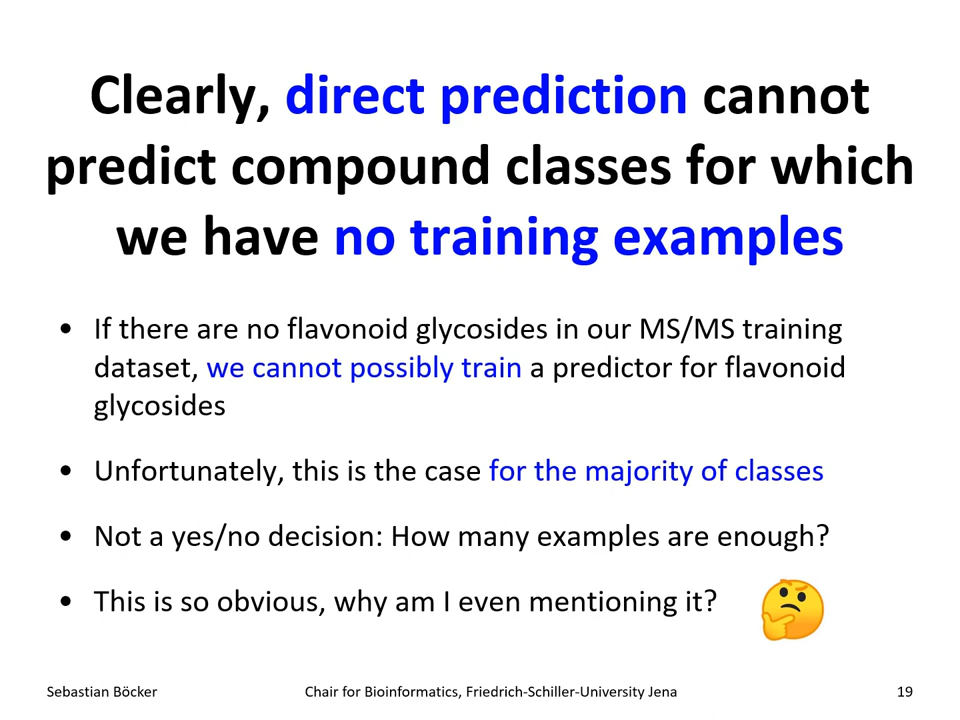 Clearly, direct prediction cannot
predict compound classes for which
we have no training examples
• If there are no flavonoid glycosides in our MS/MS training
dataset, we cannot possibly train a predictor for flavonoid
glycosides
• Unfortunately, this is the case for the majority of classes
• Not a yes/no decision: How many examples are enough?
• This is so obvious, why am I even mentioning it?
Sebastian Böcker Chair for Bioinformatics, Friedrich-Schiller-University Jena 19